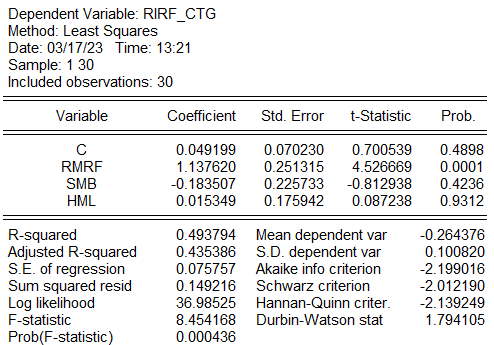 Dependent Variable: RIRF_CTG
Method: Least Squares
Date: 03/17/23 Time: 13:21
Sample: 1 30
Included observations: 30
Variable Coefficient Std. Error t-Statistic Prob.
C 0.049199 0.070230 0.700539 0.4898
RMRF 1.137620 0.251315 4.526669 0.0001
SMB -0.183507 0.225733 -0.812938 0.4236
HML 0.015349 0.175942 0.087238 0.9312
R-squared 0.493794 Mean dependent var -0.264376
Adjusted R-squared 0.435386 S.D. dependent var 0.100820
S.E. of regression 0.075757 Akaike info criterion -2.199016
Sum squared resid 0.149216 Schwarz criterion -2.012190
Log likelihood 36.98525 Hannan-Quinn criter. -2.139249
F-statistic 8.454168 Durbin-Watson stat 1.794105
Prob(F-statistic) 0.000436